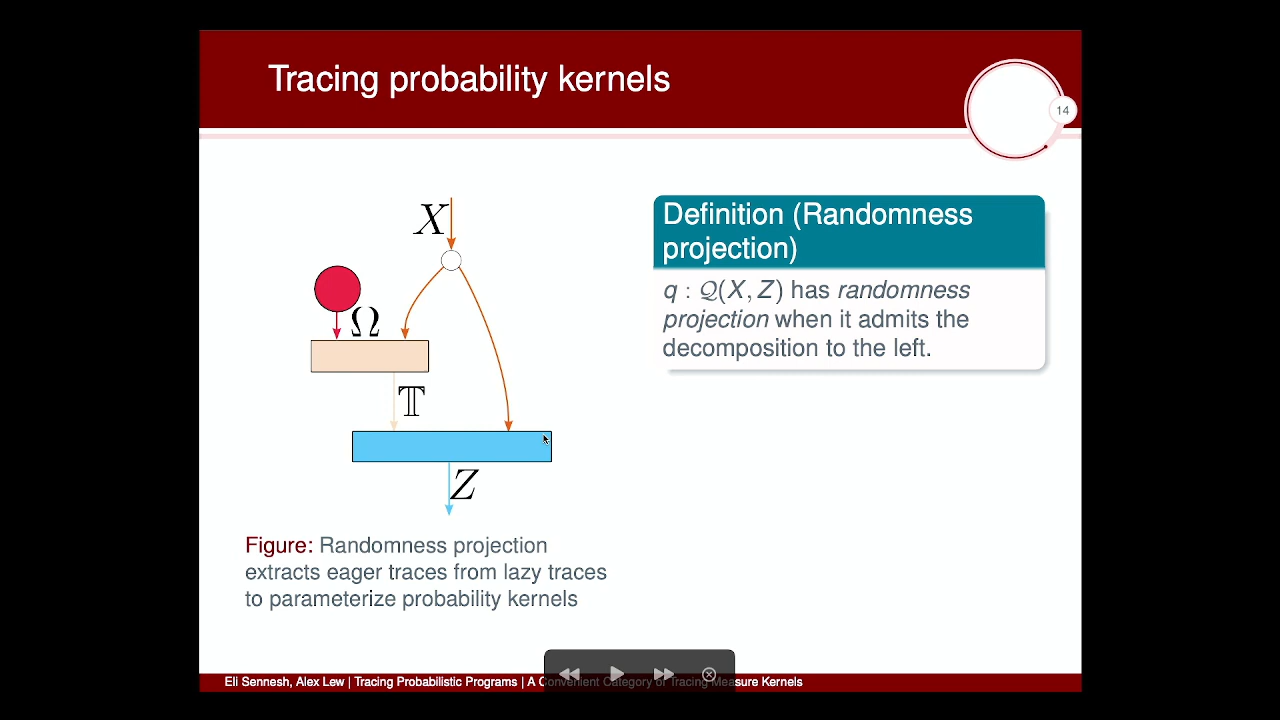 Tracing probability kernels
14
X
Ω
𝕋
Z
Definition (Randomness
projection)
q : 𝒬(X, Z) has randomness
projection when it admits the
decomposition to the left.
Figure: Randomness projection
extracts eager traces from lazy traces
to parameterize probability kernels
Eli Sennesh, Alex Lew | Tracing Probabilistic Programs | A Convenient Category of Tracing Measure Kernels